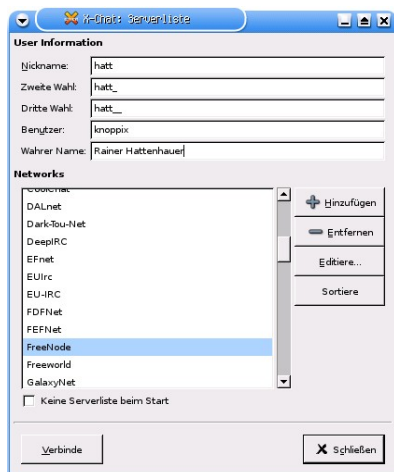 X-Chat: Serverliste
User Information
Nickname: hatt
Zweite Wahl: hatt_
Dritte Wahl: hatt__
Benutzer: knoppix
Wahrer Name: Rainer Hattenhauer
Networks
CoolChat
DALnet
Dark-Tou-Net
DeepIRC
EFnet
EUIrc
EU-IRC
FDFNet
FEFNet
FreeNode
Freeworld
GalaxyNet
Hinzufügen
Entfernen
Editiere...
Sortiere
Keine Serverliste beim Start
Verbinde
Schließen